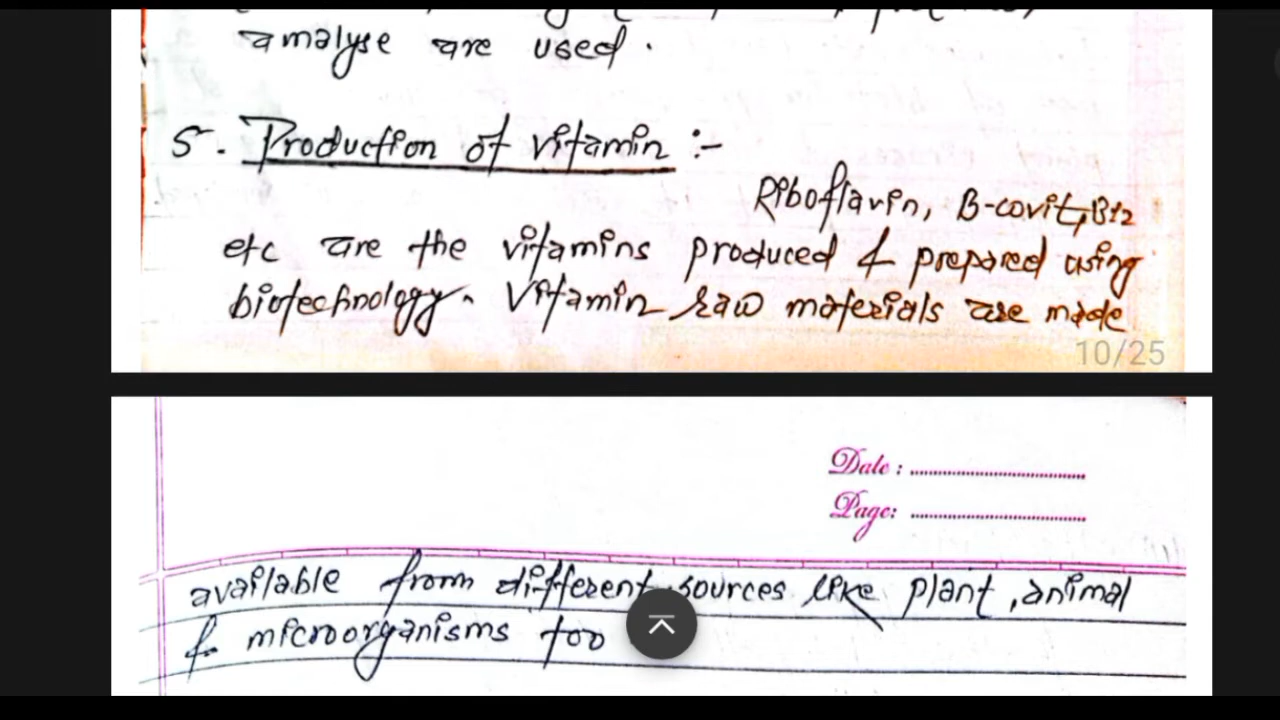 amalyse are used.
5. Production of vitamin :-
Riboflavin, B-covit, B12
etc are the vitamins produced & prepared using
biotechnology. Vitamin raw materials are made
10/25
Date : ....................
Page: ....................
available from different sources like plant, animal
& microorganisms too